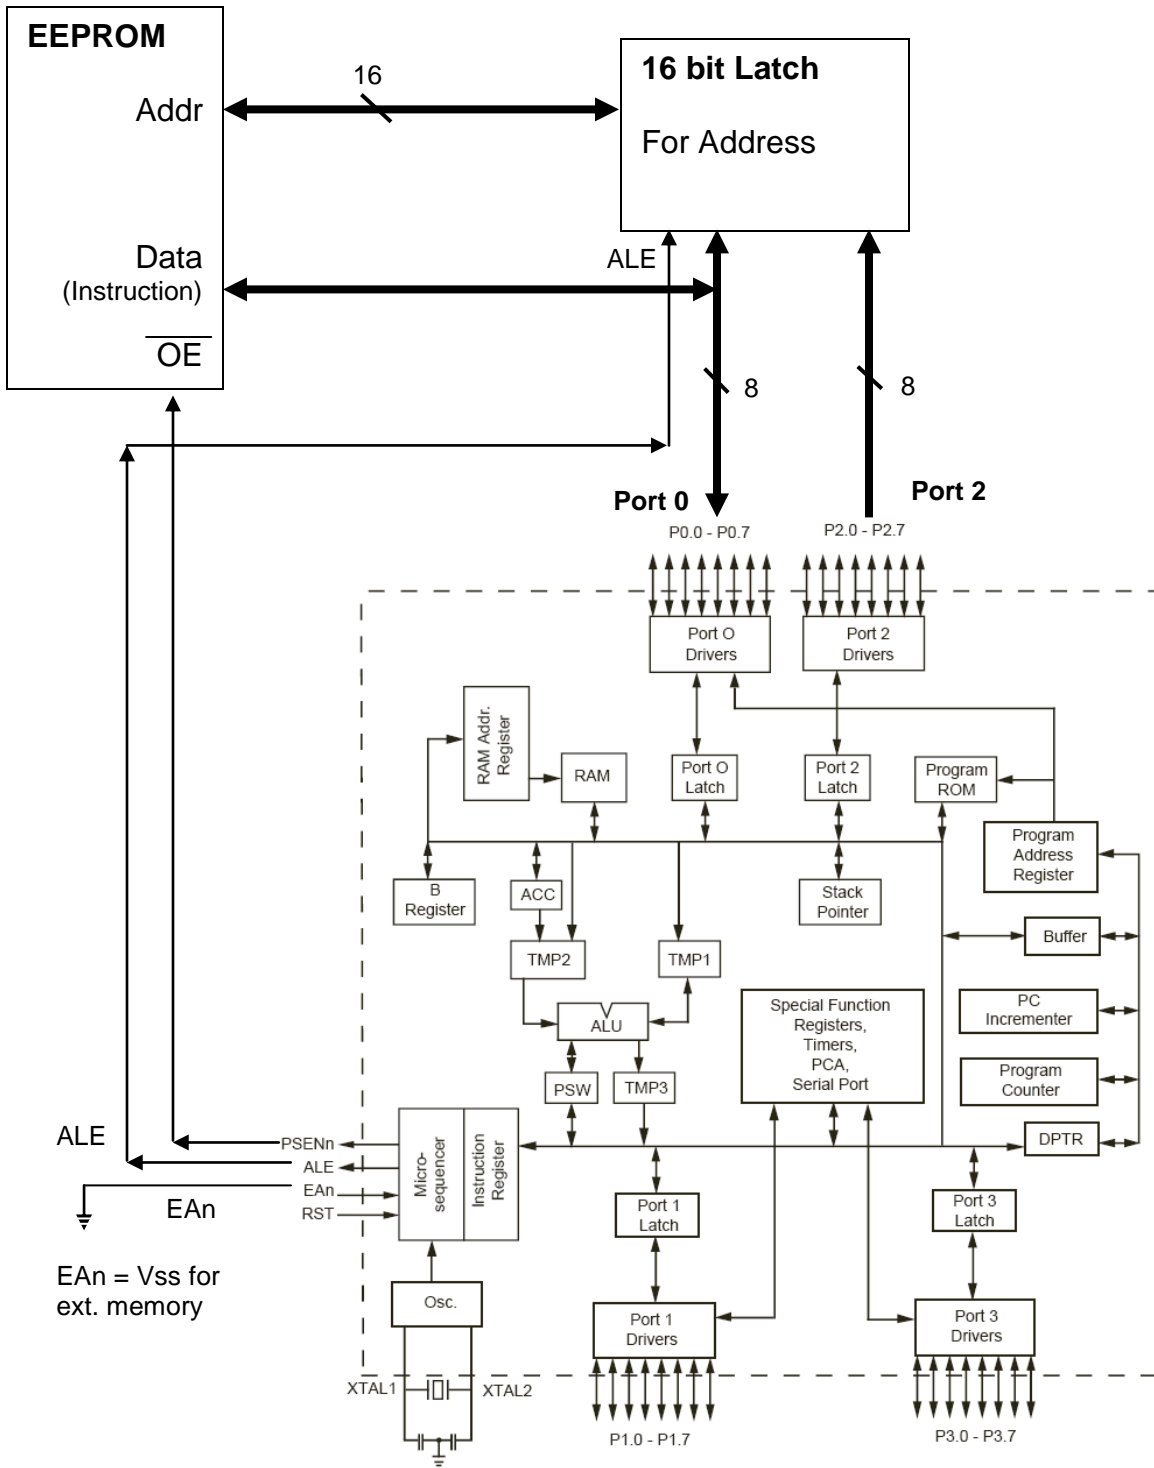 EEPROM
16
16 bit Latch
Addr
For Address
Data
(Instruction)
ALE
OE
8
8
Port 0
Port 2
P0.0 - P0.7
P2.0 - P2.7
Port O
Drivers
Port 2
Drivers
RAM Addr.
Register
RAM
Port O
Latch
Port 2
Latch
Program
ROM
Program
Address
Register
B
Register
ACC
Stack
Pointer
Buffer
TMP2
TMP1
PC
Incrementer
ALU
Special Function
Registers,
Timers,
PCA,
Serial Port
PSW
TMP3
Program
Counter
DPTR
ALE
PSENn
ALE
EAn
RST
EAn
Micro-
sequencer
Instruction
Register
Port 1
Latch
Port 3
Latch
EAn = Vss for
ext. memory
Osc.
Port 1
Drivers
Port 3
Drivers
XTAL1
XTAL2
P1.0 - P1.7
P3.0 - P3.7